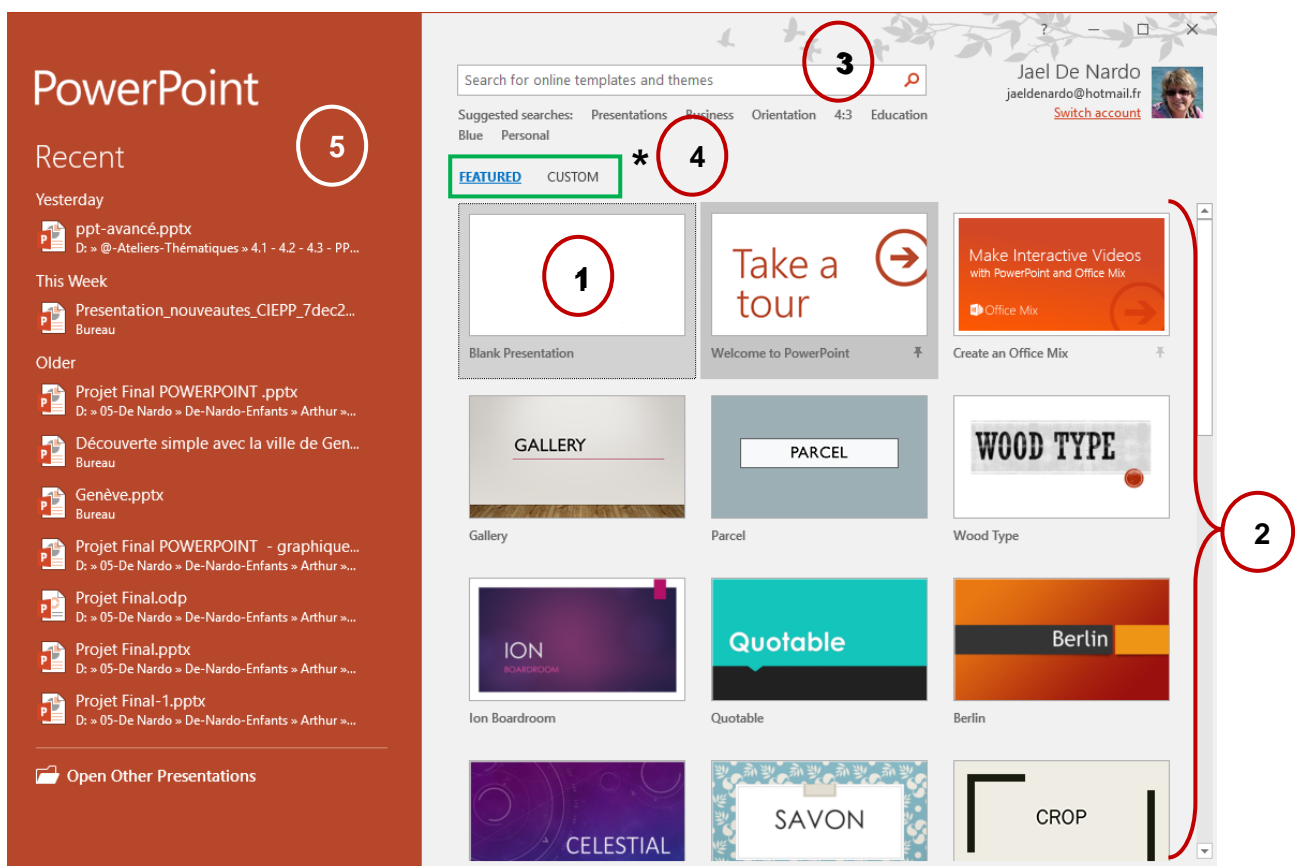 PowerPoint
Recent
5
Yesterday
ppt-avancé.pptx
D: » @-Ateliers-Thématiques » 4.1 - 4.2 - 4.3 - PP...
This Week
Presentation_nouveautes_CIEPP_7dec2...
Bureau
Older
Projet Final POWERPOINT .pptx
D: » 05-De Nardo » De-Nardo-Enfants » Arthur »...
Découverte simple avec la ville de Gen...
Bureau
Genève.pptx
Bureau
Projet Final POWERPOINT - graphique...
D: » 05-De Nardo » De-Nardo-Enfants » Arthur »...
Projet Final.odp
D: » 05-De Nardo » De-Nardo-Enfants » Arthur »...
Projet Final.pptx
D: » 05-De Nardo » De-Nardo-Enfants » Arthur »...
Projet Final-1.pptx
D: » 05-De Nardo » De-Nardo-Enfants » Arthur »...
Open Other Presentations
?
Search for online templates and themes
3
Jael De Nardo
jaeldenardo@hotmail.fr
Switch account
Suggested searches: Presentations Business Orientation 4:3 Education
Blue Personal
FEATURED CUSTOM
* 4
1
Blank Presentation
Take a
tour
Welcome to PowerPoint
Make Interactive Videos
with PowerPoint and Office Mix
Office Mix
Create an Office Mix
GALLERY
Gallery
PARCEL
Parcel
WOOD TYPE
Wood Type
2
ION
BOARDROOM
Ion Boardroom
Quotable
Quotable
Berlin
Berlin
CELESTIAL
SAVON
CROP